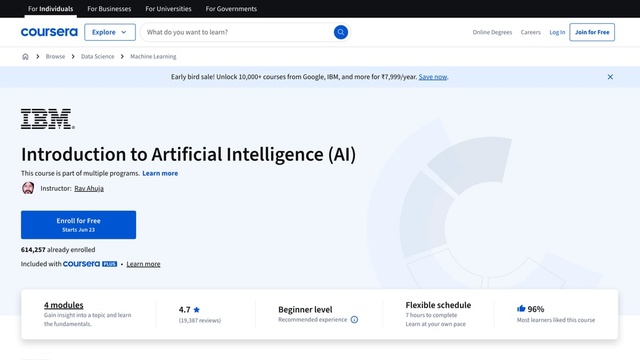 For Individuals For Businesses For Universities For Governments
coursera Explore What do you want to learn? Online Degrees Careers Log In Join for Free
Browse > Data Science > Machine Learning
Early bird sale! Unlock 10,000+ courses from Google, IBM, and more for ₹7,999/year. Save now.
IBM®
Introduction to Artificial Intelligence (AI)
This course is part of multiple programs. Learn more
Instructor: Rav Ahuja
Enroll for Free
Starts Jun 23
614,257 already enrolled
Included with coursera PLUS • Learn more
4 modules
Gain insight into a topic and learn
the fundamentals.
4.7 ★
(19,387 reviews)
Beginner level
Recommended experience
Flexible schedule
7 hours to complete
Learn at your own pace
96%
Most learners liked this course